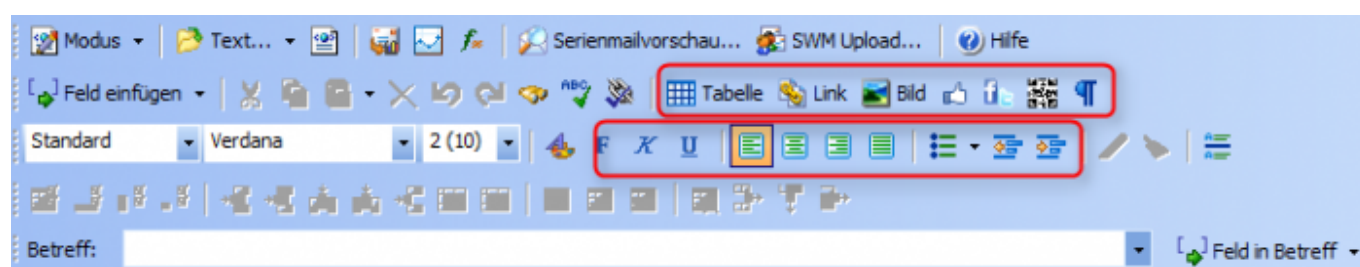 Modus Text... Serienmailvorschau... SWM Upload... Hilfe
Feld einfügen ABC Tabelle Link Bild
Standard Verdana 2 (10) F K U
Betreff: Feld in Betreff